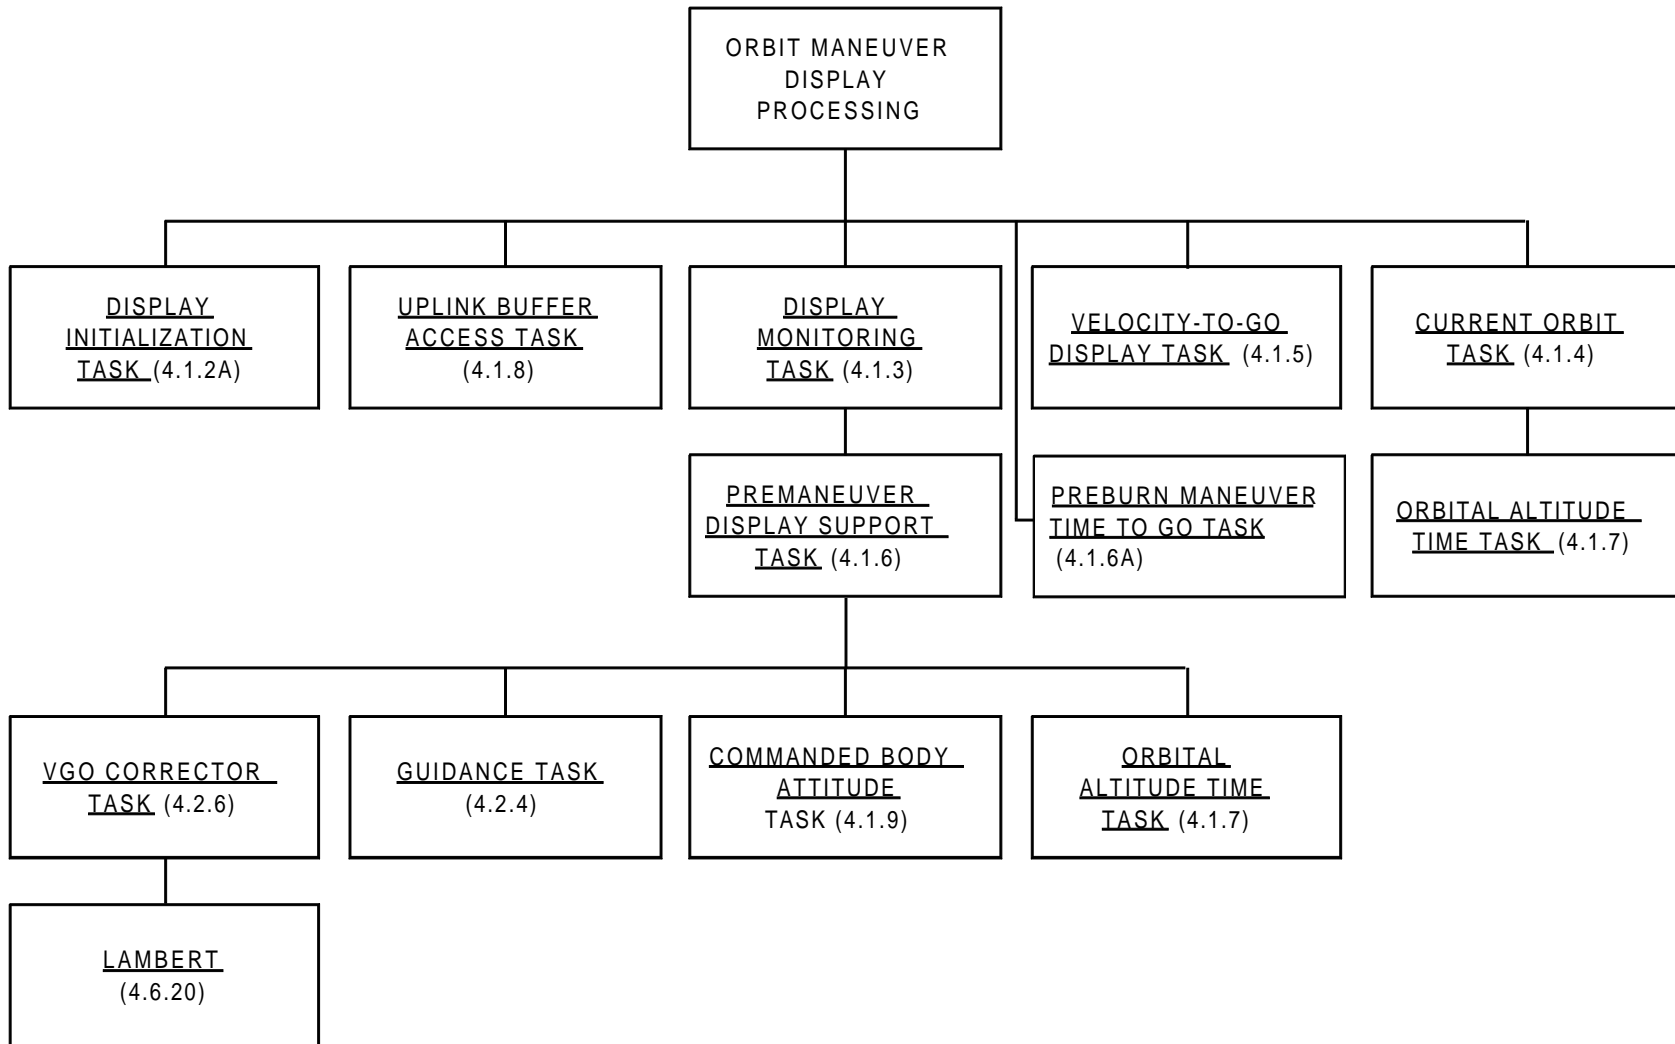 ORBIT MANEUVER
DISPLAY
PROCESSING
DISPLAY
INITIALIZATION
TASK (4.1.2A)
UPLINK BUFFER
ACCESS TASK
(4.1.8)
DISPLAY
MONITORING
TASK (4.1.3)
VELOCITY-TO-GO
DISPLAY TASK (4.1.5)
CURRENT ORBIT
TASK (4.1.4)
PREMANEUVER
DISPLAY SUPPORT
TASK (4.1.6)
PREBURN MANEUVER
TIME TO GO TASK
(4.1.6A)
ORBITAL ALTITUDE
TIME TASK (4.1.7)
VGO CORRECTOR
TASK (4.2.6)
GUIDANCE TASK
(4.2.4)
COMMANDED BODY
ATTITUDE
TASK (4.1.9)
ORBITAL
ALTITUDE TIME
TASK (4.1.7)
LAMBERT
(4.6.20)